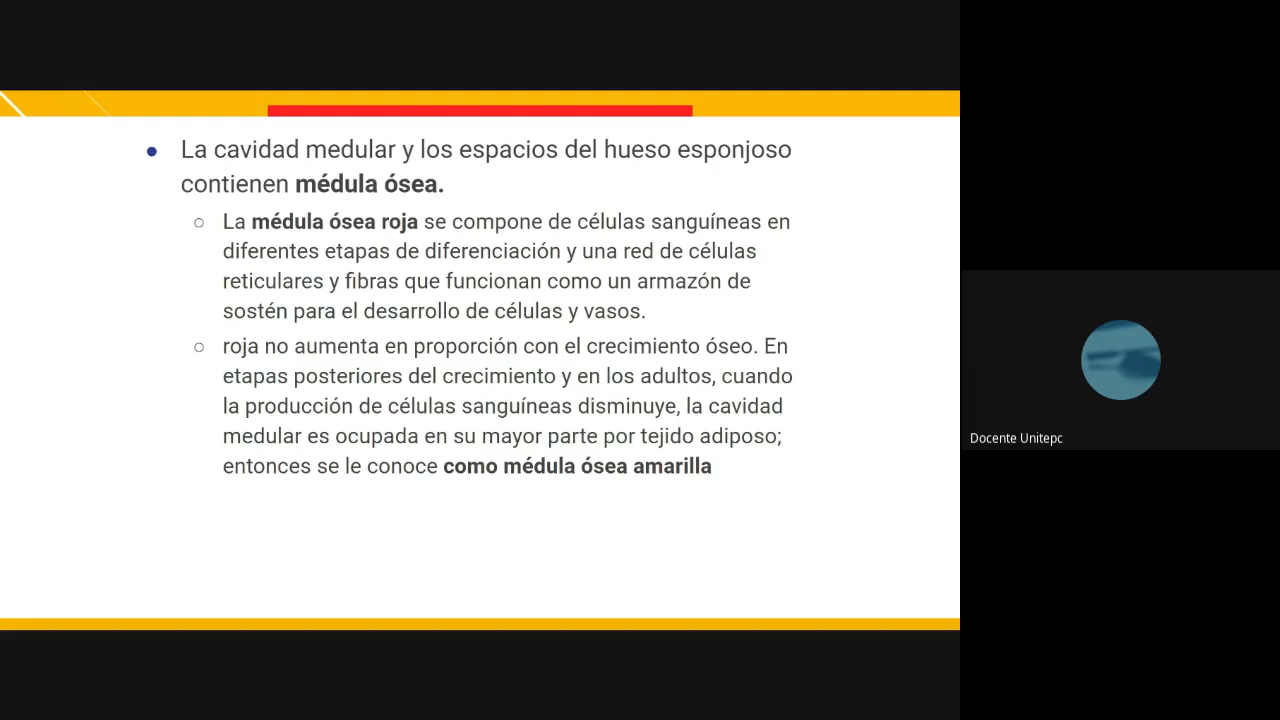 La cavidad medular y los espacios del hueso esponjoso
contienen médula ósea.
La médula ósea roja se compone de células sanguíneas en
diferentes etapas de diferenciación y una red de células
reticulares y fibras que funcionan como un armazón de
sostén para el desarrollo de células y vasos.
roja no aumenta en proporción con el crecimiento óseo. En
etapas posteriores del crecimiento y en los adultos, cuando
la producción de células sanguíneas disminuye, la cavidad
medular es ocupada en su mayor parte por tejido adiposo;
entonces se le conoce como médula ósea amarilla
Docente Unitepc